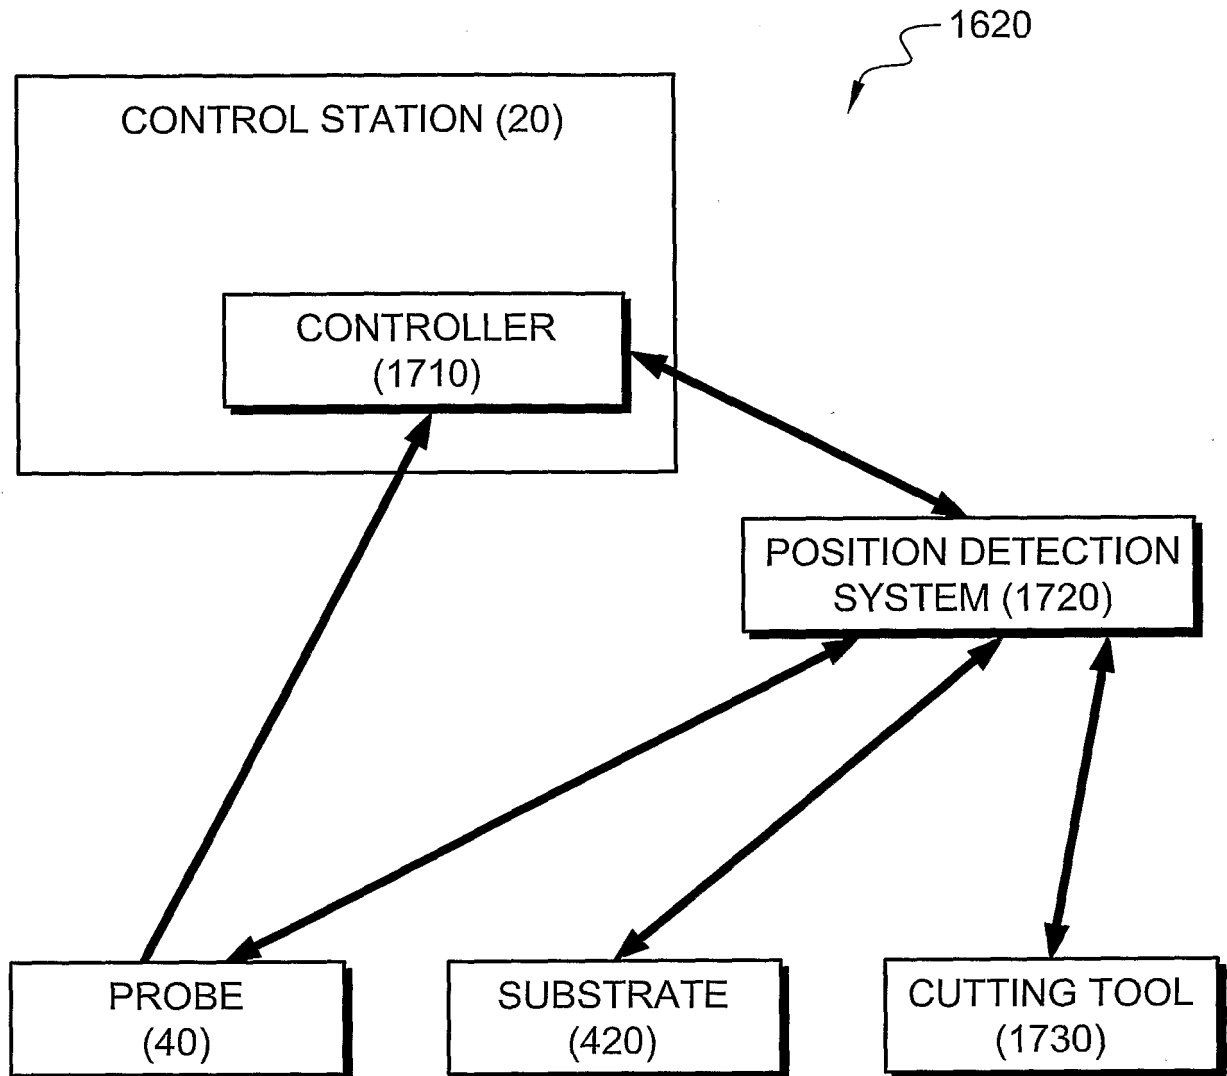 1620
CONTROL STATION (20)
CONTROLLER
(1710)
POSITION DETECTION
SYSTEM (1720)
PROBE
(40)
SUBSTRATE
(420)
CUTTING TOOL
(1730)